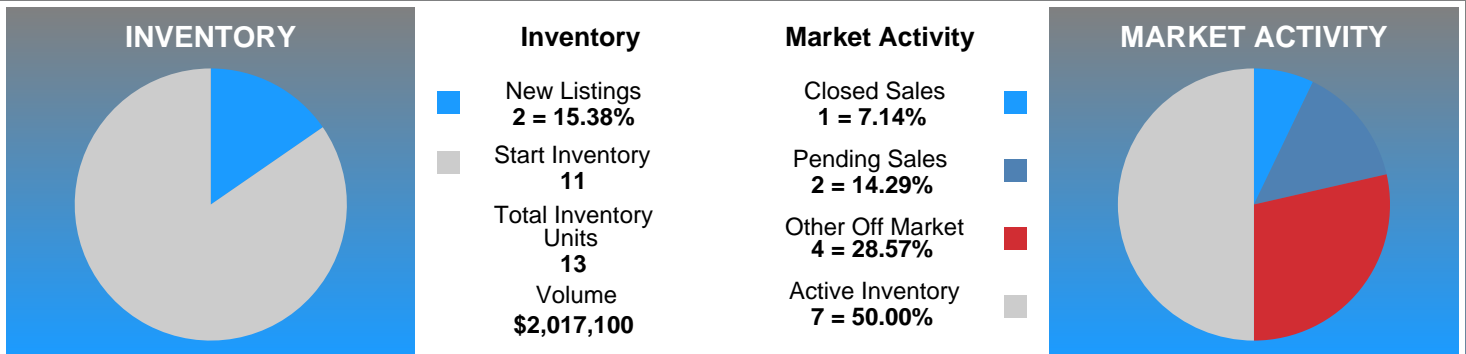 INVENTORY
Inventory
New Listings
2 = 15.38%
Start Inventory
11
Total Inventory
Units
13
Volume
$2,017,100
Market Activity
Closed Sales
1 = 7.14%
Pending Sales
2 = 14.29%
Other Off Market
4 = 28.57%
Active Inventory
7 = 50.00%
MARKET ACTIVITY